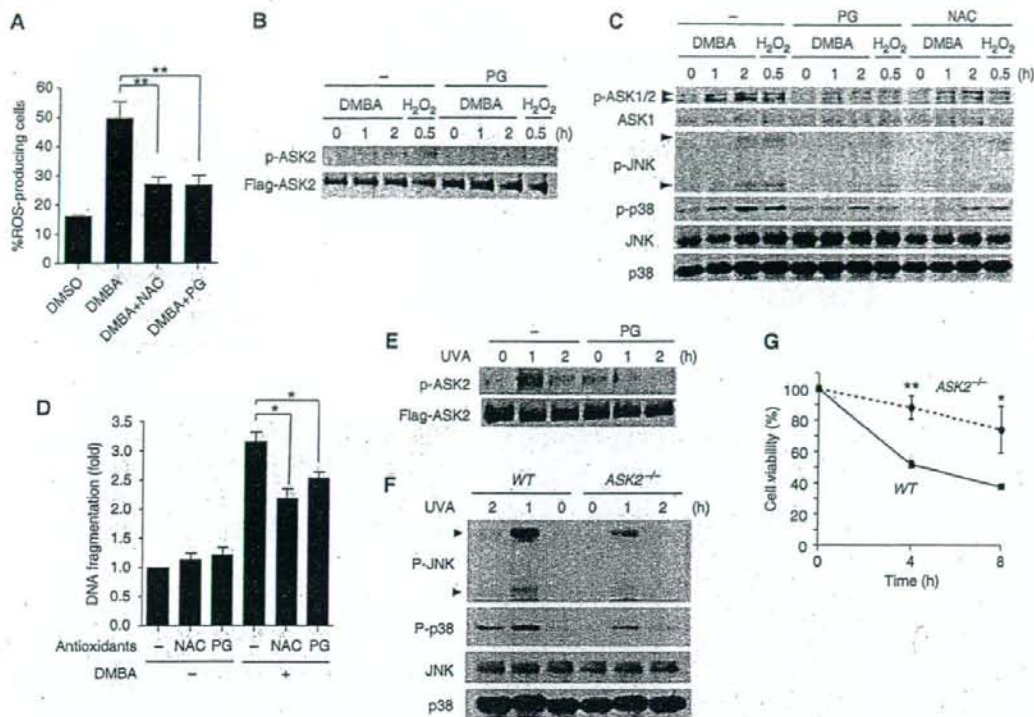 A
%ROS-producing cells
60
50
40
30
20
10
0
DMSO
DMBA
DMBA+NAC
DMBA+PG
**
**
B
– PG
DMBA H2O2 DMBA H2O2
0 1 2 0.5 0 1 2 0.5 (h)
p-ASK2
Flag-ASK2
C
– PG NAC
DMBA H2O2 DMBA H2O2 DMBA H2O2
0 1 2 0.5 0 1 2 0.5 0 1 2 0.5 (h)
p-ASK1/2
ASK1
p-JNK
p-p38
JNK
p38
D
DNA fragmentation (fold)
3.5
3.0
2.5
2.0
1.5
1.0
0.5
0.0
*
*
Antioxidants – NAC PG – NAC PG
DMBA – +
E
– PG
UVA 0 1 2 0 1 2 (h)
p-ASK2
Flag-ASK2
F
WT ASK2–/–
UVA 2 1 0 0 1 2 (h)
P-JNK
P-p38
JNK
p38
G
Cell viability (%)
100
80
60
40
20
0
** ASK2–/– *
WT
0 4 8
Time (h)